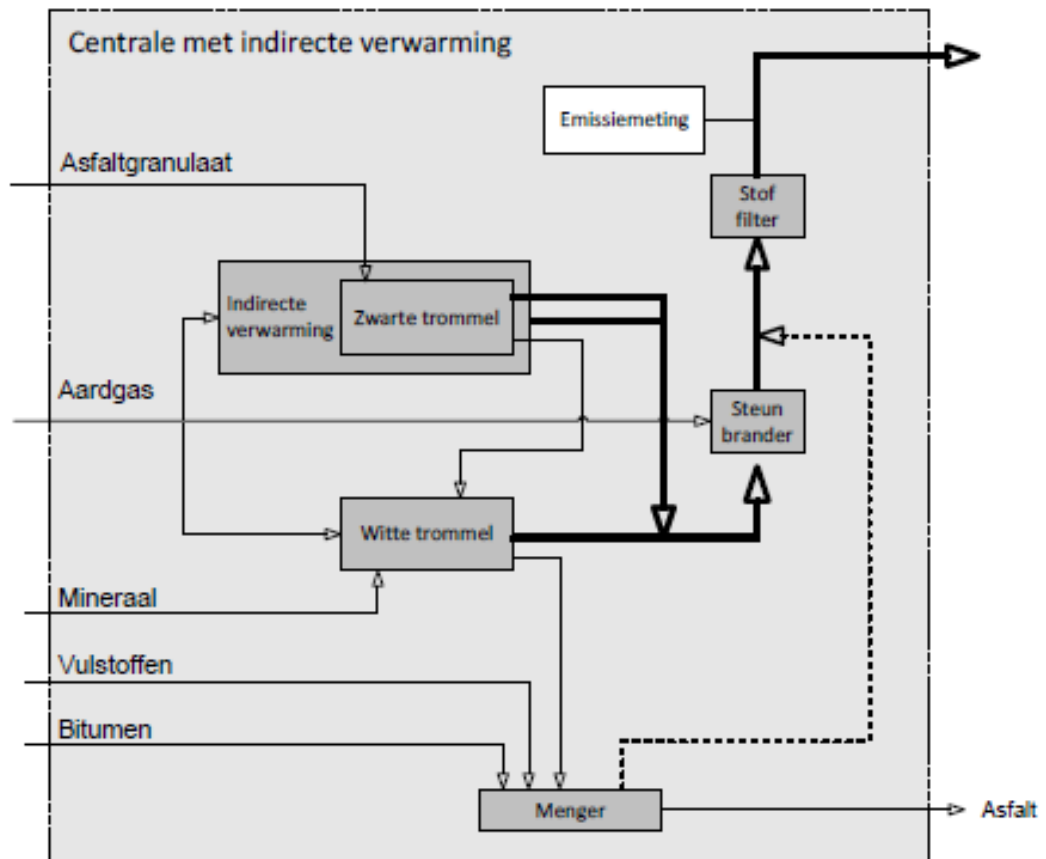 Centrale met indirecte verwarming
Emissiemeting
Asfaltgranulaat
Stof
filter
Indirecte
verwarming
Zwarte trommel
Aardgas
Steun
brander
Witte trommel
Mineraal
Vulstoffen
Bitumen
Menger
Asfalt